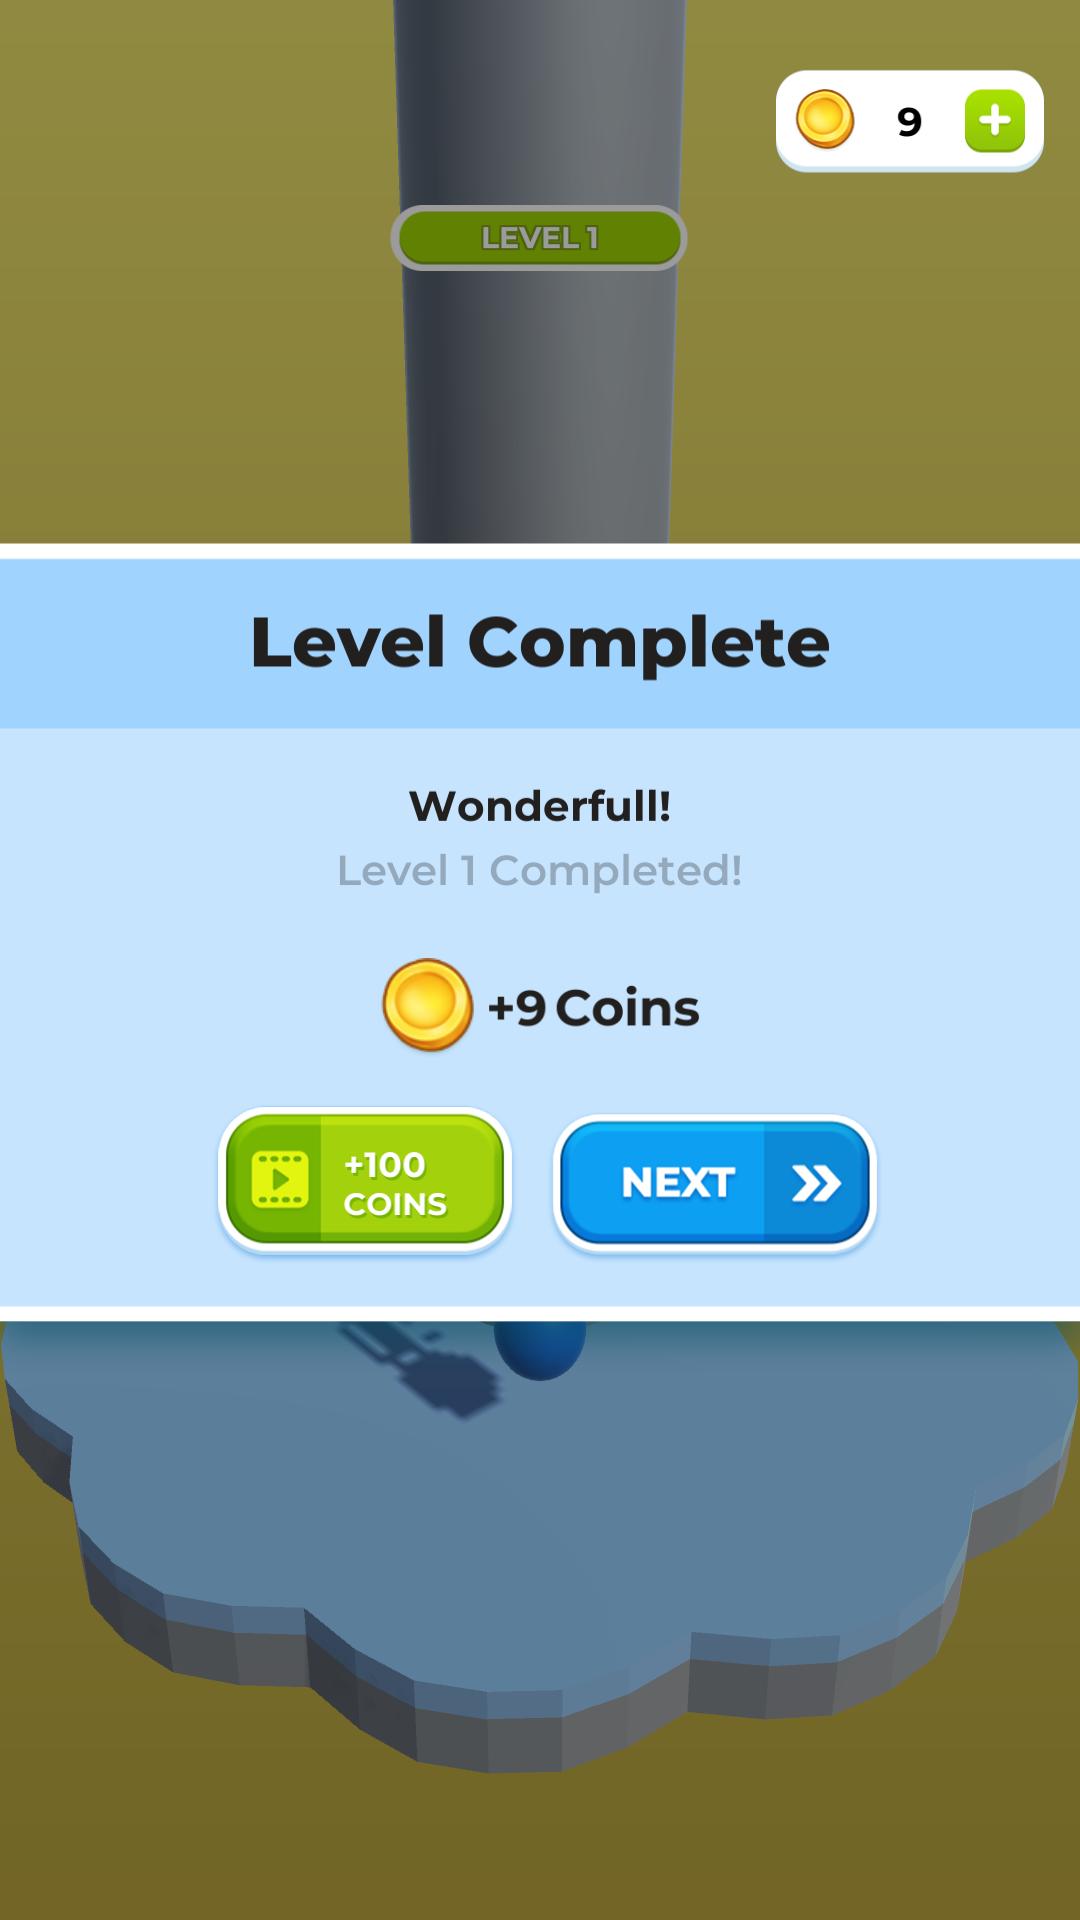 9
LEVEL 1
Level Complete
Wonderfull!
Level 1 Completed!
+9 Coins
+100
COINS
NEXT